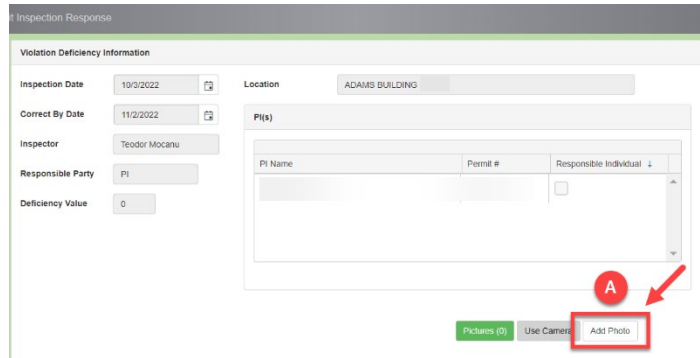 t Inspection Response
Violation Deficiency Information
Inspection Date 10/3/2022 Location ADAMS BUILDING
Correct By Date 11/2/2022 PI(s)
Inspector Teodor Mocanu
PI Name Permit # Responsible Individual ↓
Responsible Party PI
Deficiency Value 0
A
Pictures (0) Use Camera Add Photo